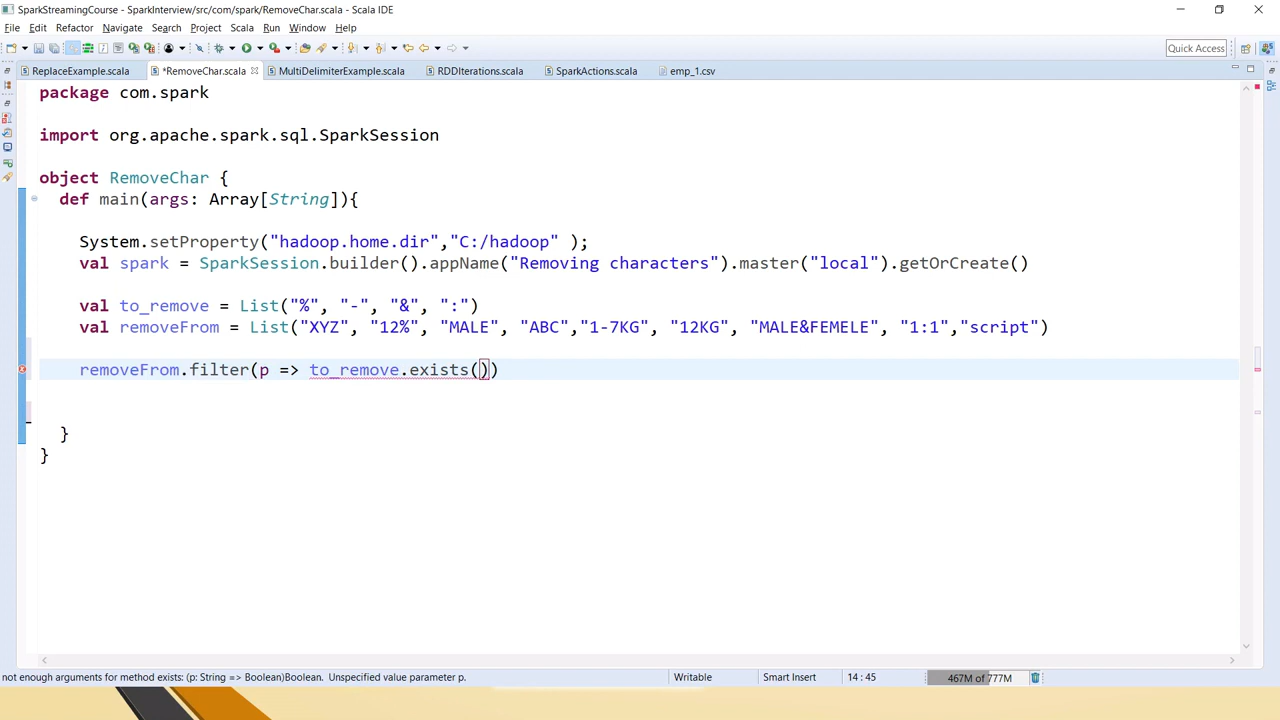 SparkStreamingCourse - SparkInterview/src/com/spark/RemoveChar.scala - Scala IDE
File Edit Refactor Navigate Search Project Scala Run Window Help
Quick Access
ReplaceExample.scala *RemoveChar.scala MultiDelimiterExample.scala RDDIterations.scala SparkActions.scala emp_1.csv
package com.spark
import org.apache.spark.sql.SparkSession
object RemoveChar {
def main(args: Array[String]){
System.setProperty("hadoop.home.dir","C:/hadoop" );
val spark = SparkSession.builder().appName("Removing characters").master("local").getOrCreate()
val to_remove = List("%", "-", "&", ":")
val removeFrom = List("XYZ", "12%", "MALE", "ABC","1-7KG", "12KG", "MALE&FEMELE", "1:1","script")
removeFrom.filter(p => to_remove.exists())
}
}
not enough arguments for method exists: (p: String => Boolean)Boolean. Unspecified value parameter p. Writable Smart Insert 14 : 45 467M of 777M